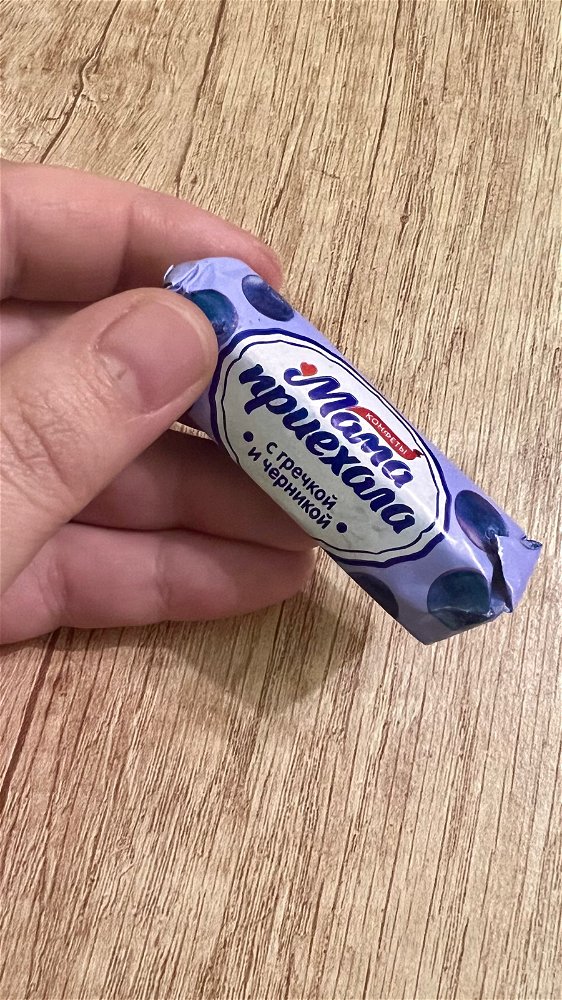 КОНФЕТЫ
Мама
приехала
с гречкой
и черникой